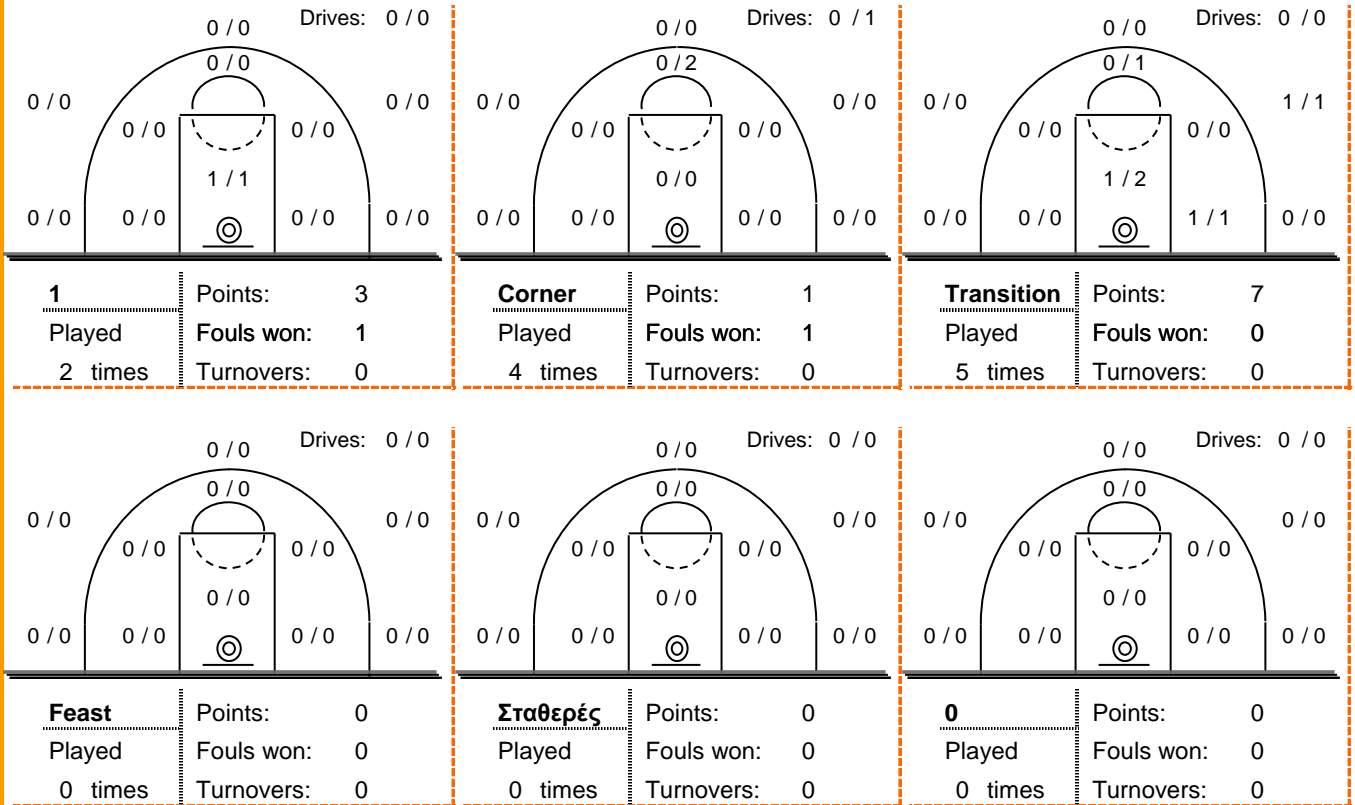 0 / 0 Drives: 0 / 0
0 / 0
0 / 0 0 / 0
0 / 0 0 / 0
1 / 1
0 / 0 0 / 0 0 / 0 0 / 0
1 Points: 3
Played Fouls won: 1
2 times Turnovers: 0
0 / 0 Drives: 0 / 1
0 / 2
0 / 0 0 / 0
0 / 0 0 / 0
0 / 0
0 / 0 0 / 0 0 / 0 0 / 0
Corner Points: 1
Played Fouls won: 1
4 times Turnovers: 0
0 / 0 Drives: 0 / 0
0 / 1
0 / 0 1 / 1
0 / 0 0 / 0
1 / 2
0 / 0 0 / 0 1 / 1 0 / 0
Transition Points: 7
Played Fouls won: 0
5 times Turnovers: 0
0 / 0 Drives: 0 / 0
0 / 0
0 / 0 0 / 0
0 / 0 0 / 0
0 / 0
0 / 0 0 / 0 0 / 0 0 / 0
Feast Points: 0
Played Fouls won: 0
0 times Turnovers: 0
0 / 0 Drives: 0 / 0
0 / 0
0 / 0 0 / 0
0 / 0 0 / 0
0 / 0
0 / 0 0 / 0 0 / 0 0 / 0
Σταθερές Points: 0
Played Fouls won: 0
0 times Turnovers: 0
0 / 0 Drives: 0 / 0
0 / 0
0 / 0 0 / 0
0 / 0 0 / 0
0 / 0
0 / 0 0 / 0 0 / 0 0 / 0
0 Points: 0
Played Fouls won: 0
0 times Turnovers: 0